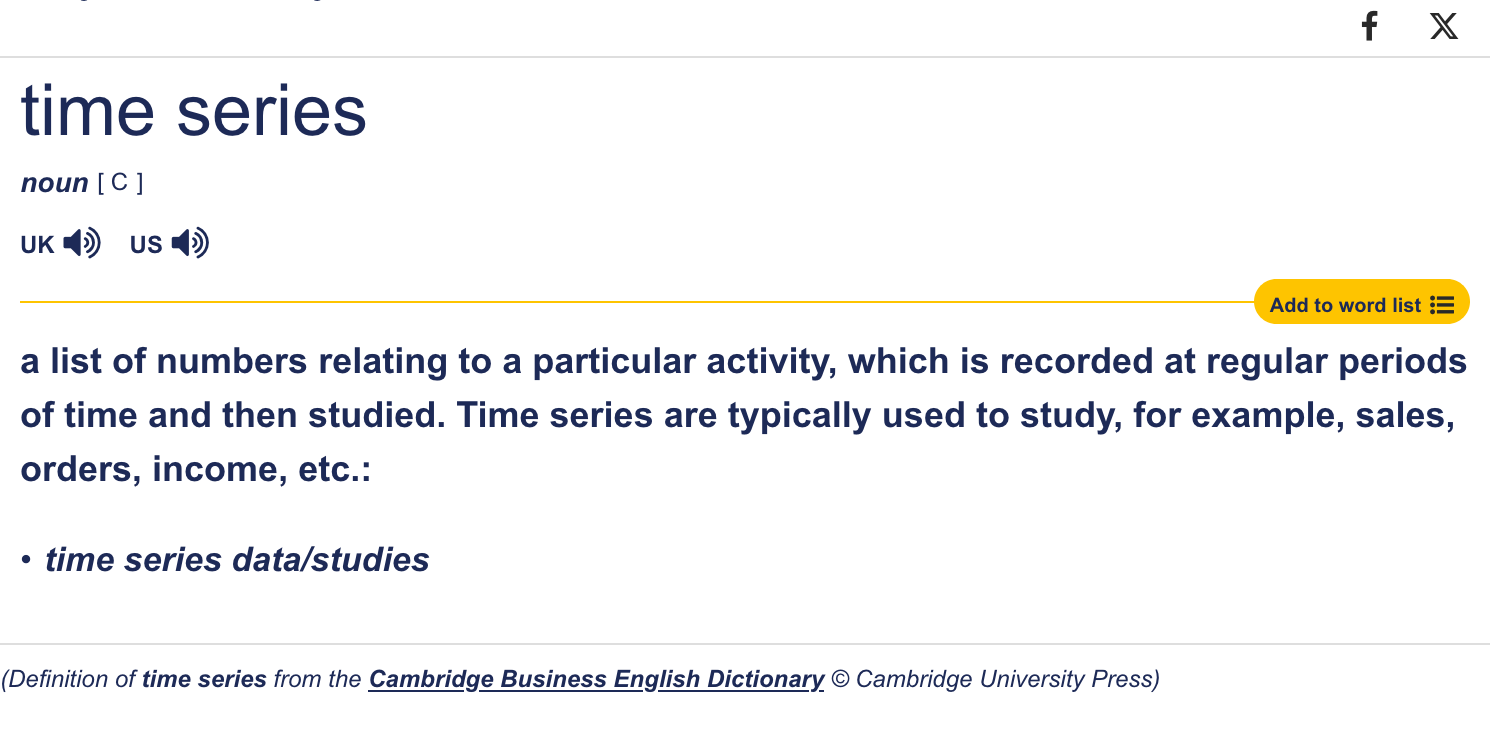 time series
noun [ C ]
UK US
Add to word list
a list of numbers relating to a particular activity, which is recorded at regular periods
of time and then studied. Time series are typically used to study, for example, sales,
orders, income, etc.:
• time series data/studies
(Definition of time series from the Cambridge Business English Dictionary © Cambridge University Press)